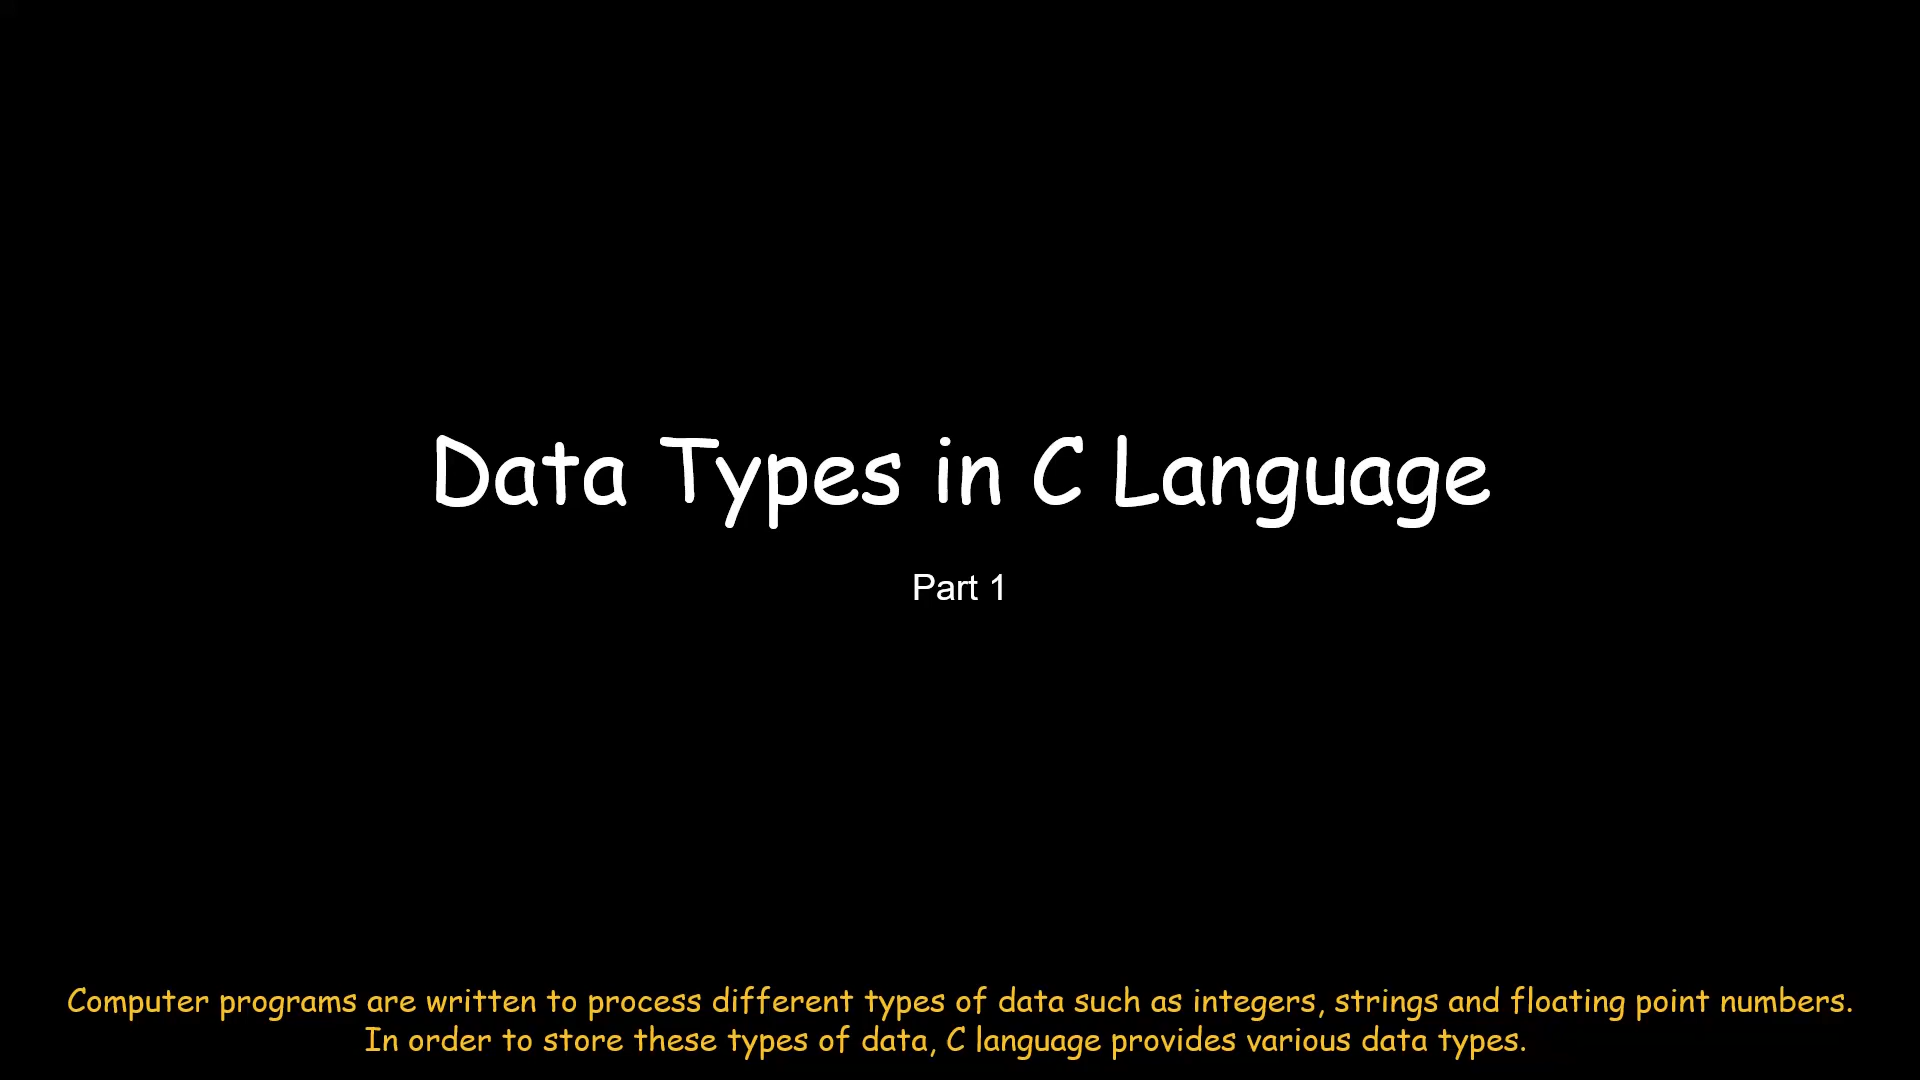 Data Types in C Language
Part 1
Computer programs are written to process different types of data such as integers, strings and floating point numbers.
In order to store these types of data, C language provides various data types.